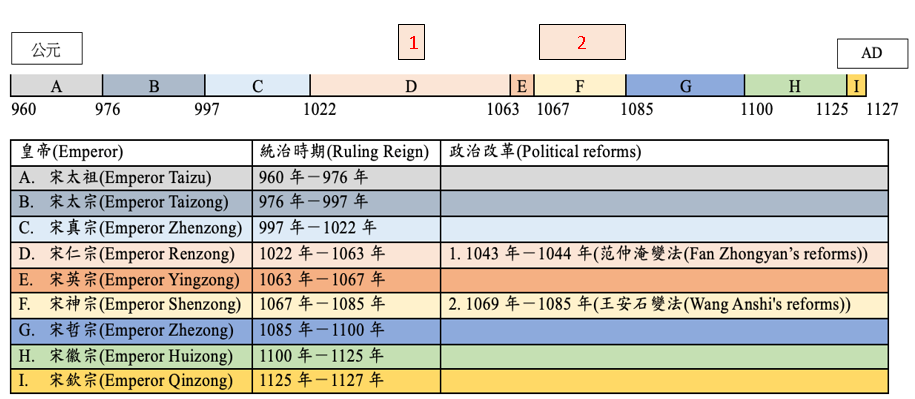 1 2
公元 AD
A B C D E F G H I
960 976 997 1022 1063 1067 1085 1100 1125 1127
皇帝(Emperor) 統治時期(Ruling Reign) 政治改革(Political reforms)
A. 宋太祖(Emperor Taizu) 960 年－976 年
B. 宋太宗(Emperor Taizong) 976 年－997 年
C. 宋真宗(Emperor Zhenzong) 997 年－1022 年
D. 宋仁宗(Emperor Renzong) 1022 年－1063 年 1. 1043 年－1044 年(范仲淹變法(Fan Zhongyan’s reforms))
E. 宋英宗(Emperor Yingzong) 1063 年－1067 年
F. 宋神宗(Emperor Shenzong) 1067 年－1085 年 2. 1069 年－1085 年(王安石變法(Wang Anshi's reforms))
G. 宋哲宗(Emperor Zhezong) 1085 年－1100 年
H. 宋徽宗(Emperor Huizong) 1100 年－1125 年
I. 宋欽宗(Emperor Qinzong) 1125 年－1127 年